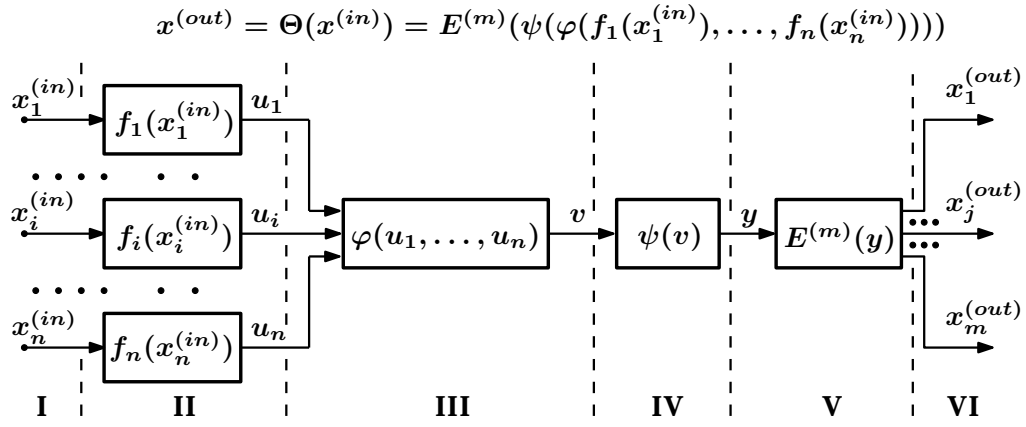 x^{(out)} = Θ(x^{(in)}) = E^{(m)}(ψ(φ(f_1(x_1^{(in)}), . . . , f_n(x_n^{(in)}))))
x_1^{(in)} f_1(x_1^{(in)}) u_1 x_1^{(out)}
x_i^{(in)} f_i(x_i^{(in)}) u_i φ(u_1, . . . , u_n) v ψ(v) y E^{(m)}(y) x_j^{(out)}
x_n^{(in)} f_n(x_n^{(in)}) u_n x_m^{(out)}
I II III IV V VI